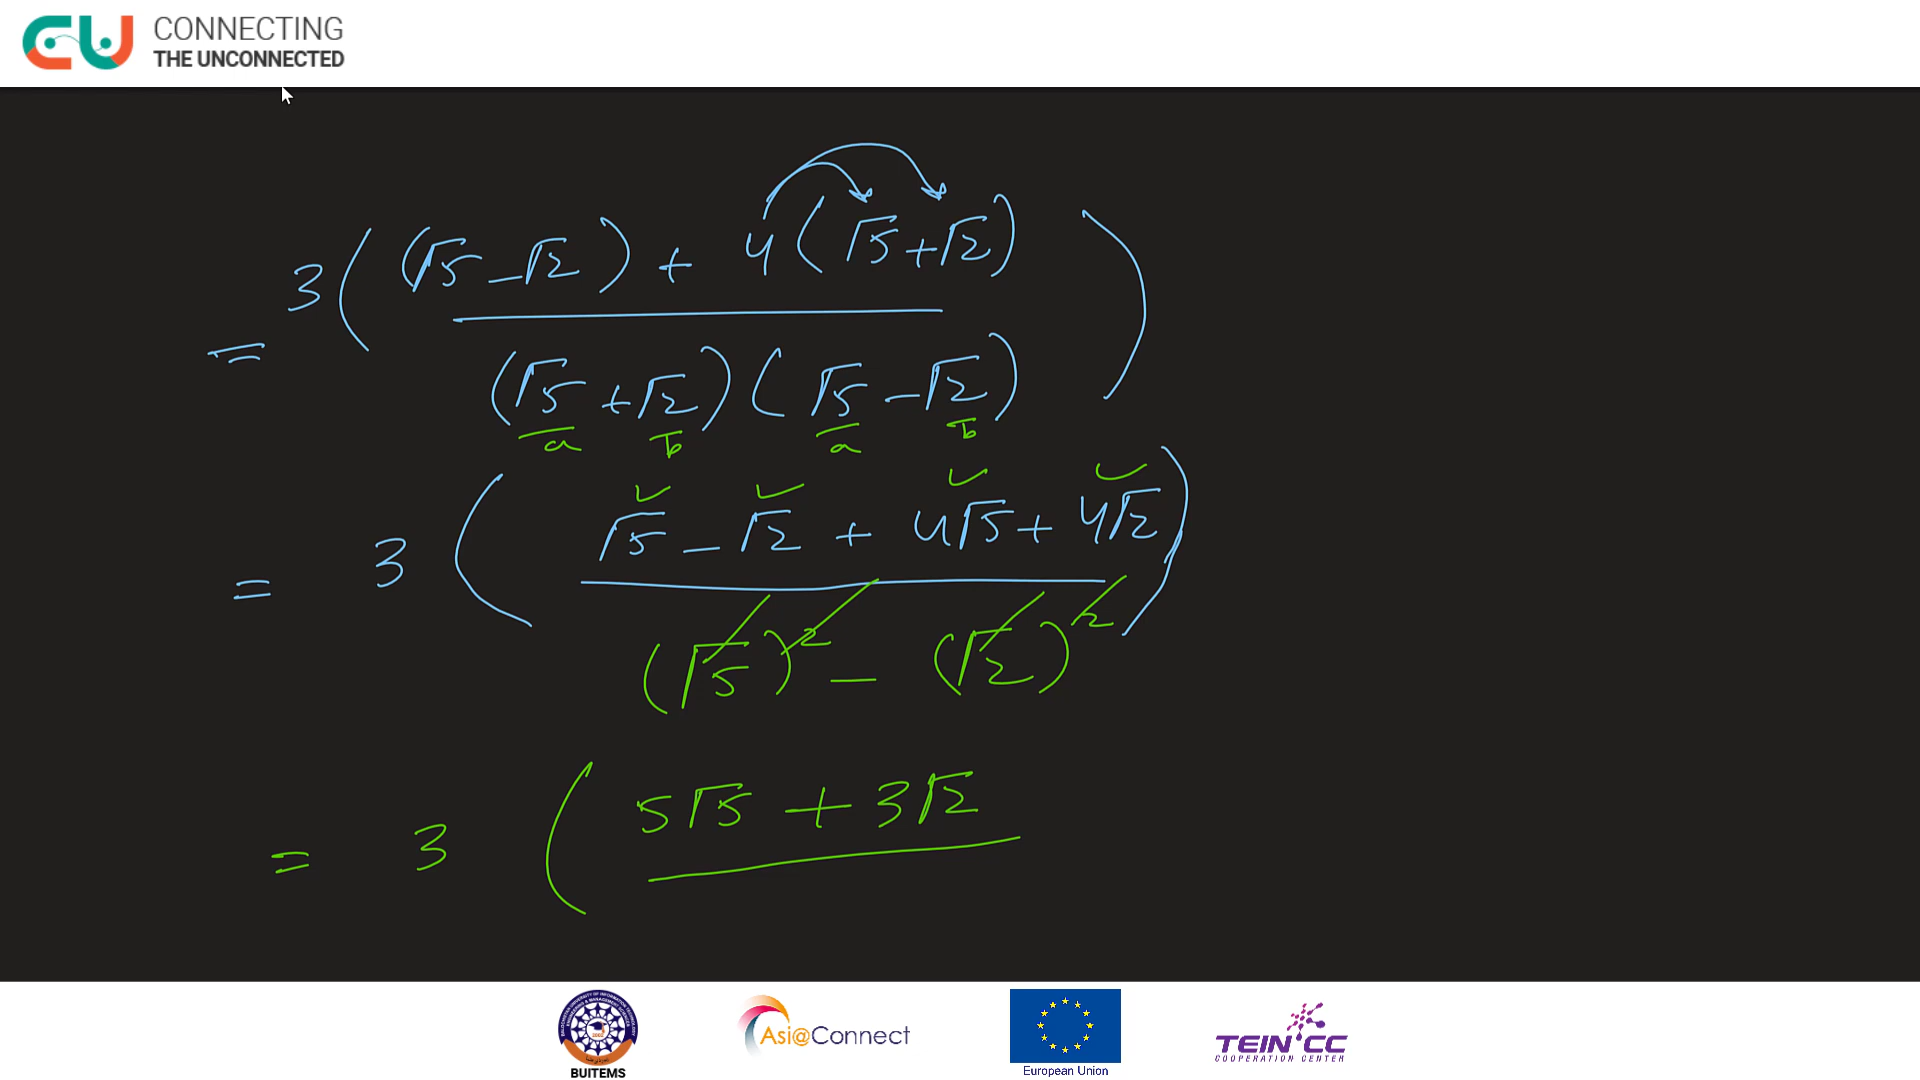 CONNECTING
THE UNCONNECTED
= 3( ((√5 - √2) + 4(√5 + √2)) / ((√5 + √2)(√5 - √2)) )
a b a b
= 3( (√5 - √2 + 4√5 + 4√2) / ((√5)² - (√2)²) )
= 3( 5√5 + 3√2
BUITEMS
Asi@Connect
European Union
TEIN*CC
COOPERATION CENTER